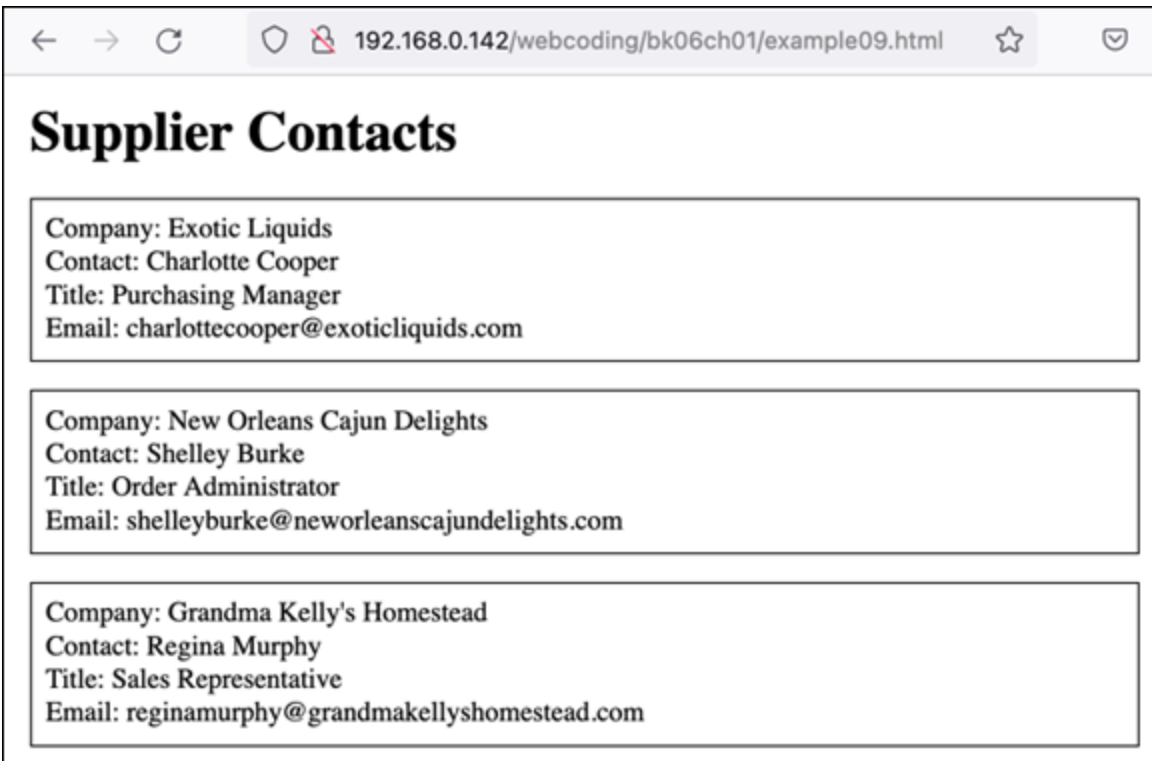 192.168.0.142/webcoding/bk06ch01/example09.html
Supplier Contacts
Company: Exotic Liquids
Contact: Charlotte Cooper
Title: Purchasing Manager
Email: charlottecooper@exoticliquids.com
Company: New Orleans Cajun Delights
Contact: Shelley Burke
Title: Order Administrator
Email: shelleyburke@neworleanscajundelights.com
Company: Grandma Kelly's Homestead
Contact: Regina Murphy
Title: Sales Representative
Email: reginamurphy@grandmakellyshomestead.com